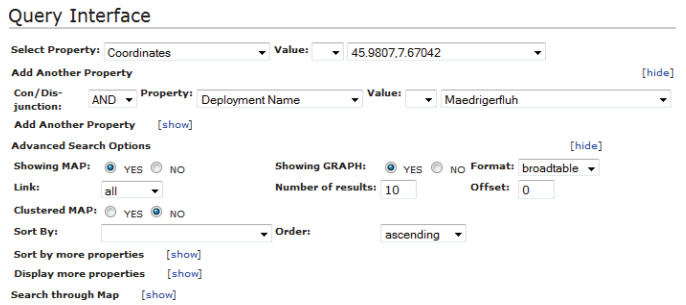 Query Interface
Select Property: Coordinates Value: 45.9807,7.67042
Add Another Property [hide]
Con/Dis-
junction: AND Property: Deployment Name Value: Maedrigerfluh
Add Another Property [show]
Advanced Search Options [hide]
Showing MAP: YES NO Showing GRAPH: YES NO Format: broadtable
Link: all Number of results: 10 Offset: 0
Clustered MAP: YES NO
Sort By: Order: ascending
Sort by more properties [show]
Display more properties [show]
Search through Map [show]